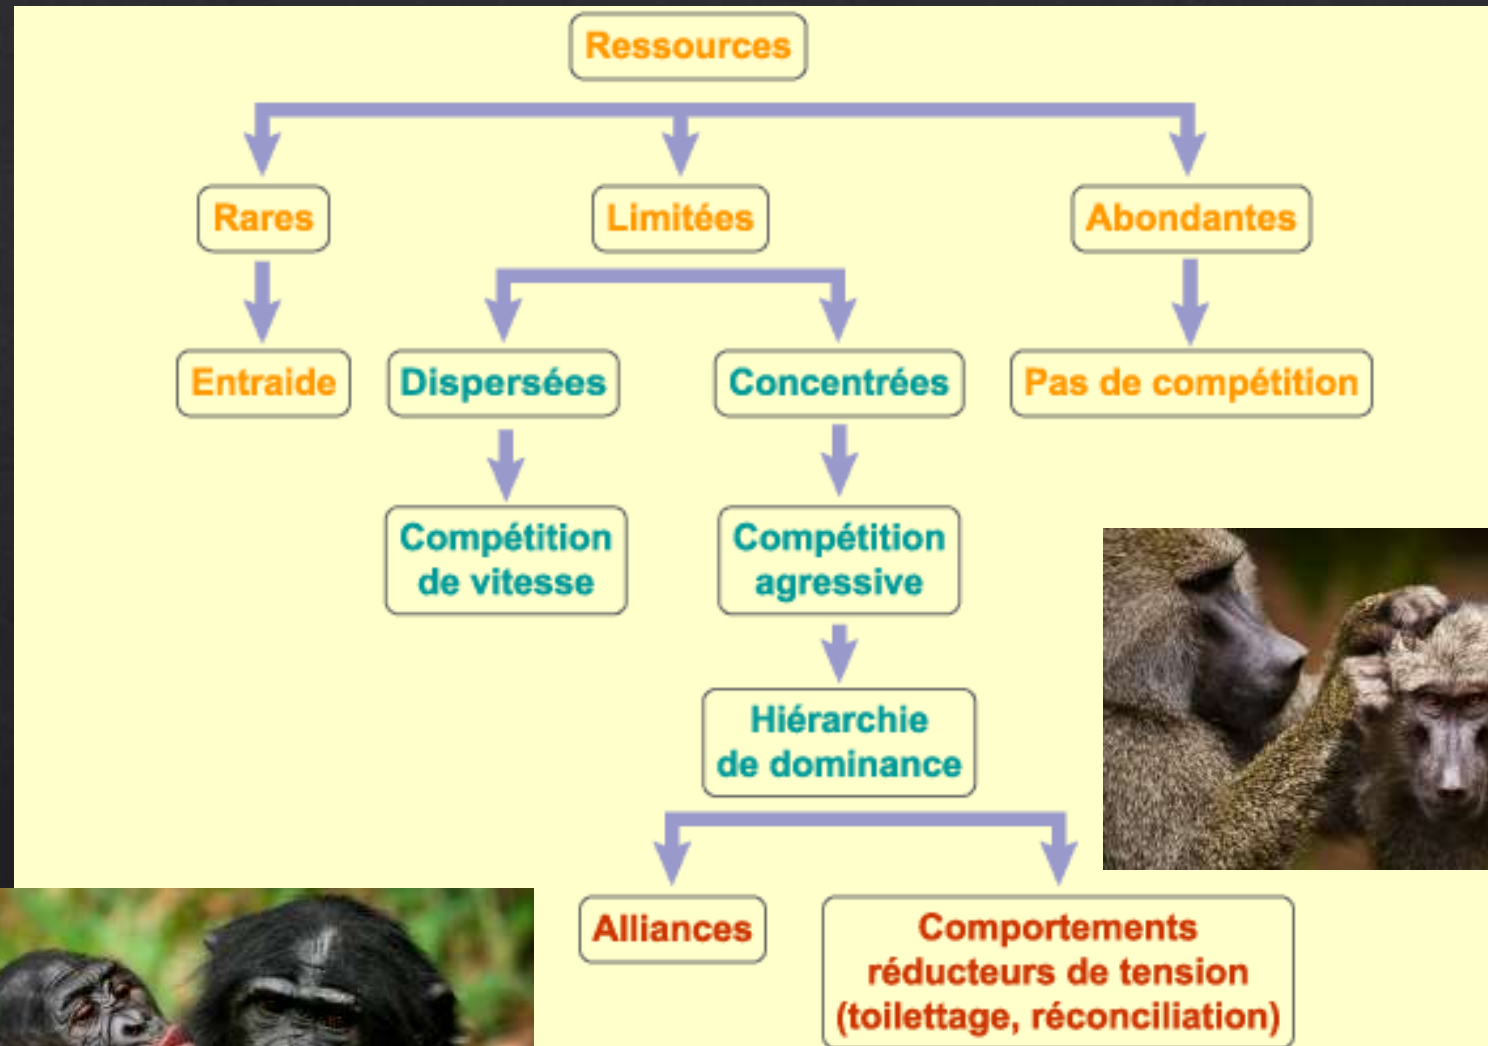 Ressources
Rares
Limitées
Abondantes
Entraide
Dispersées
Concentrées
Pas de compétition
Compétition
de vitesse
Compétition
agressive
Hiérarchie
de dominance
Alliances
Comportements
réducteurs de tension
(toilettage, réconciliation)